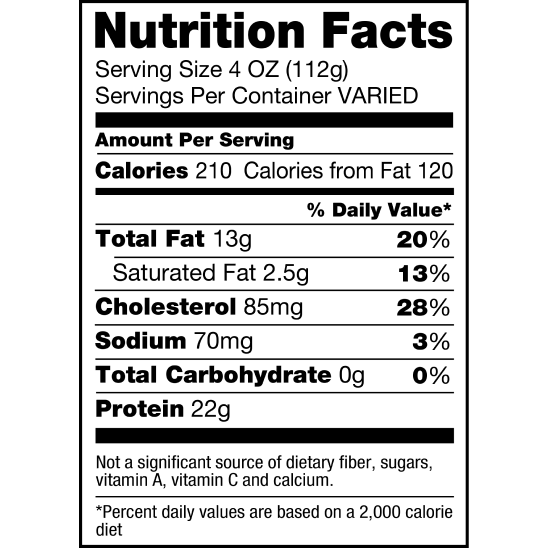 Nutrition Facts
Serving Size 4 OZ (112g)
Servings Per Container VARIED
Amount Per Serving
Calories 210 Calories from Fat 120
% Daily Value*
Total Fat 13g 20%
Saturated Fat 2.5g 13%
Cholesterol 85mg 28%
Sodium 70mg 3%
Total Carbohydrate 0g 0%
Protein 22g
Not a significant source of dietary fiber, sugars,
vitamin A, vitamin C and calcium.
*Percent daily values are based on a 2,000 calorie
diet